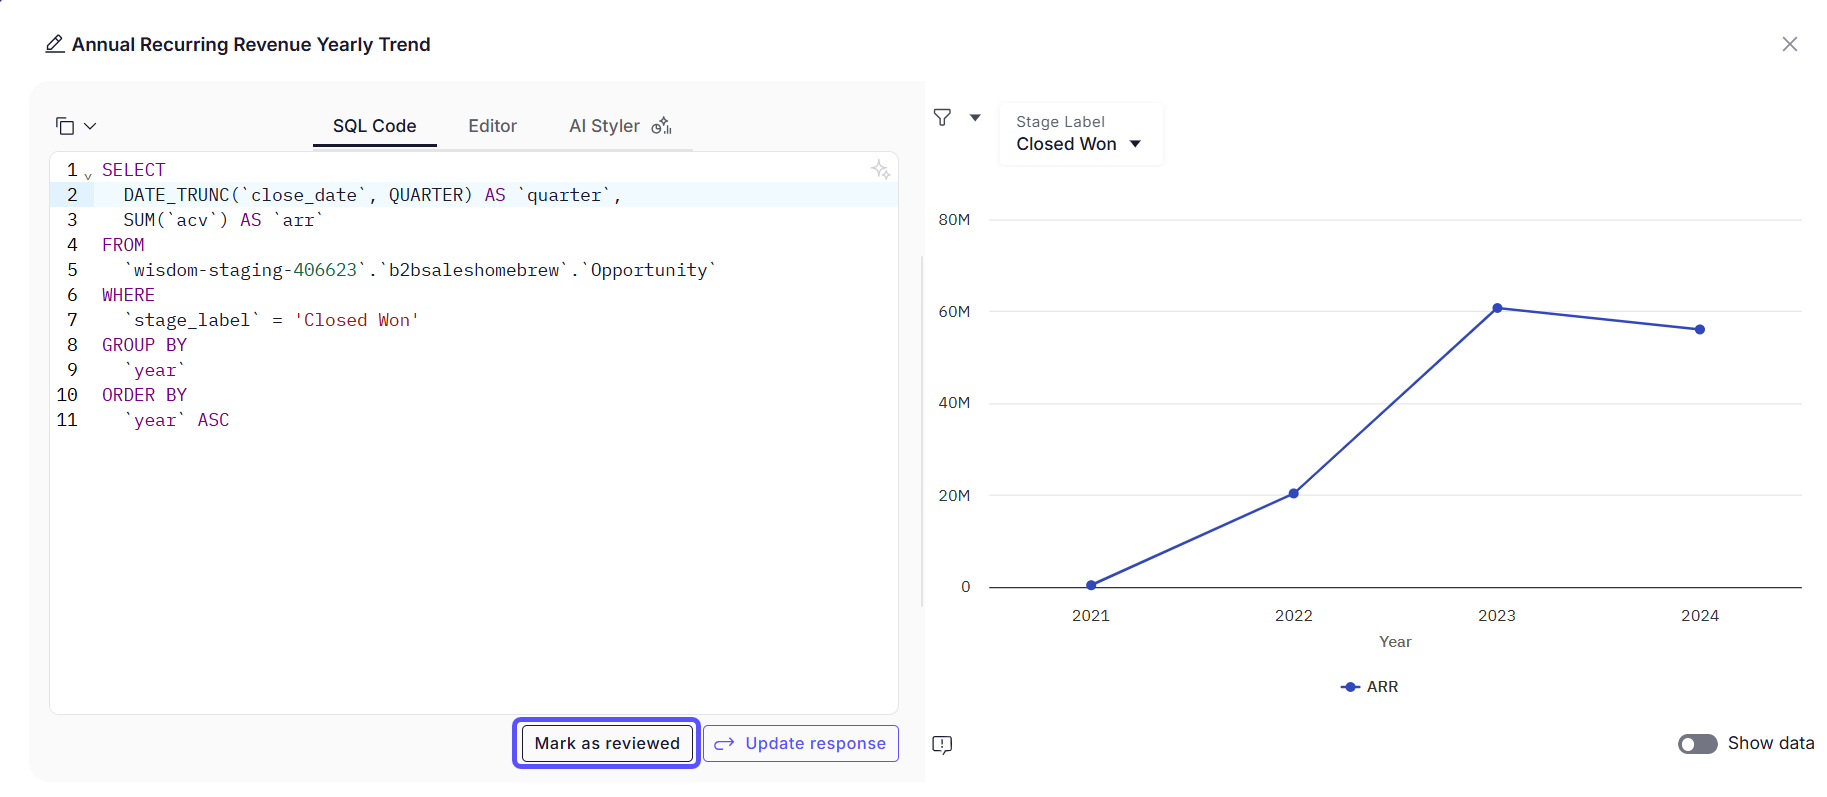 Annual Recurring Revenue Yearly Trend
SQL Code
Editor
AI Styler
1 SELECT
2 DATE_TRUNC(`close_date`, QUARTER) AS `quarter`,
3 SUM(`acv`) AS `arr`
4 FROM
5 `wisdom-staging-406623`.`b2bsaleshomebrew`.`Opportunity`
6 WHERE
7 `stage_label` = 'Closed Won'
8 GROUP BY
9 `year`
10 ORDER BY
11 `year` ASC
Mark as reviewed
Update response
Stage Label
Closed Won
80M
60M
40M
20M
0
2021 2022 2023 2024
Year
ARR
Show data